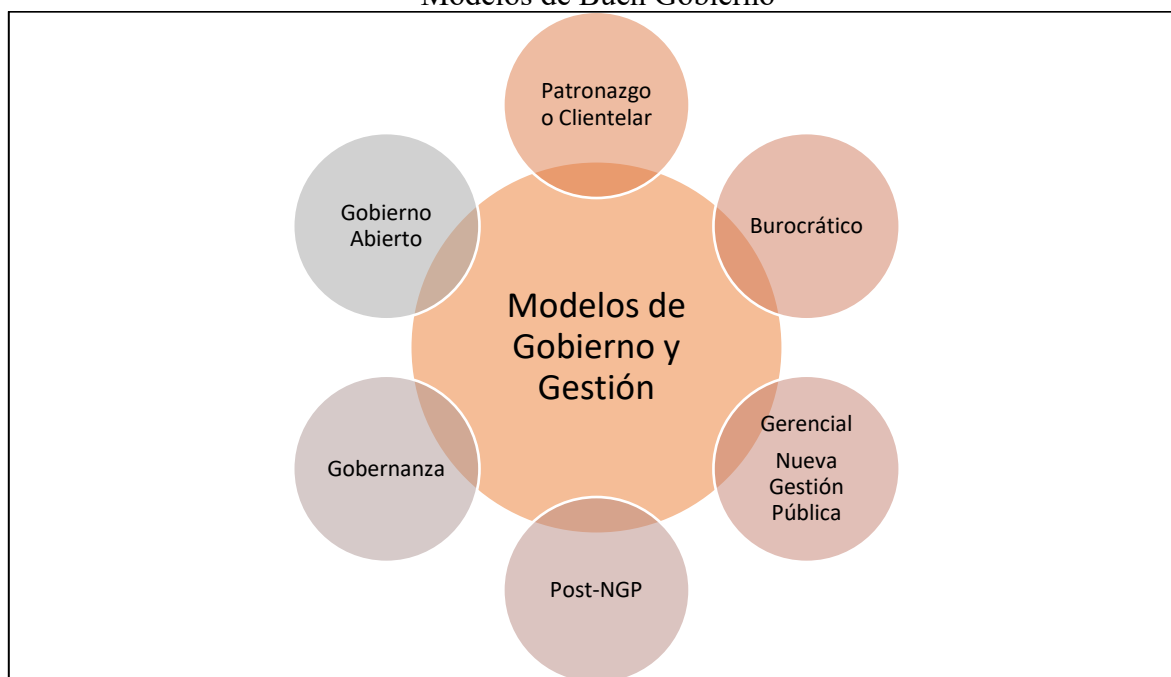 Modelos de Buen Gobierno
Patronazgo
o Clientelar
Gobierno
Abierto
Burocrático
Modelos de
Gobierno y
Gestión
Gobernanza
Gerencial
Nueva
Gestión
Pública
Post-NGP